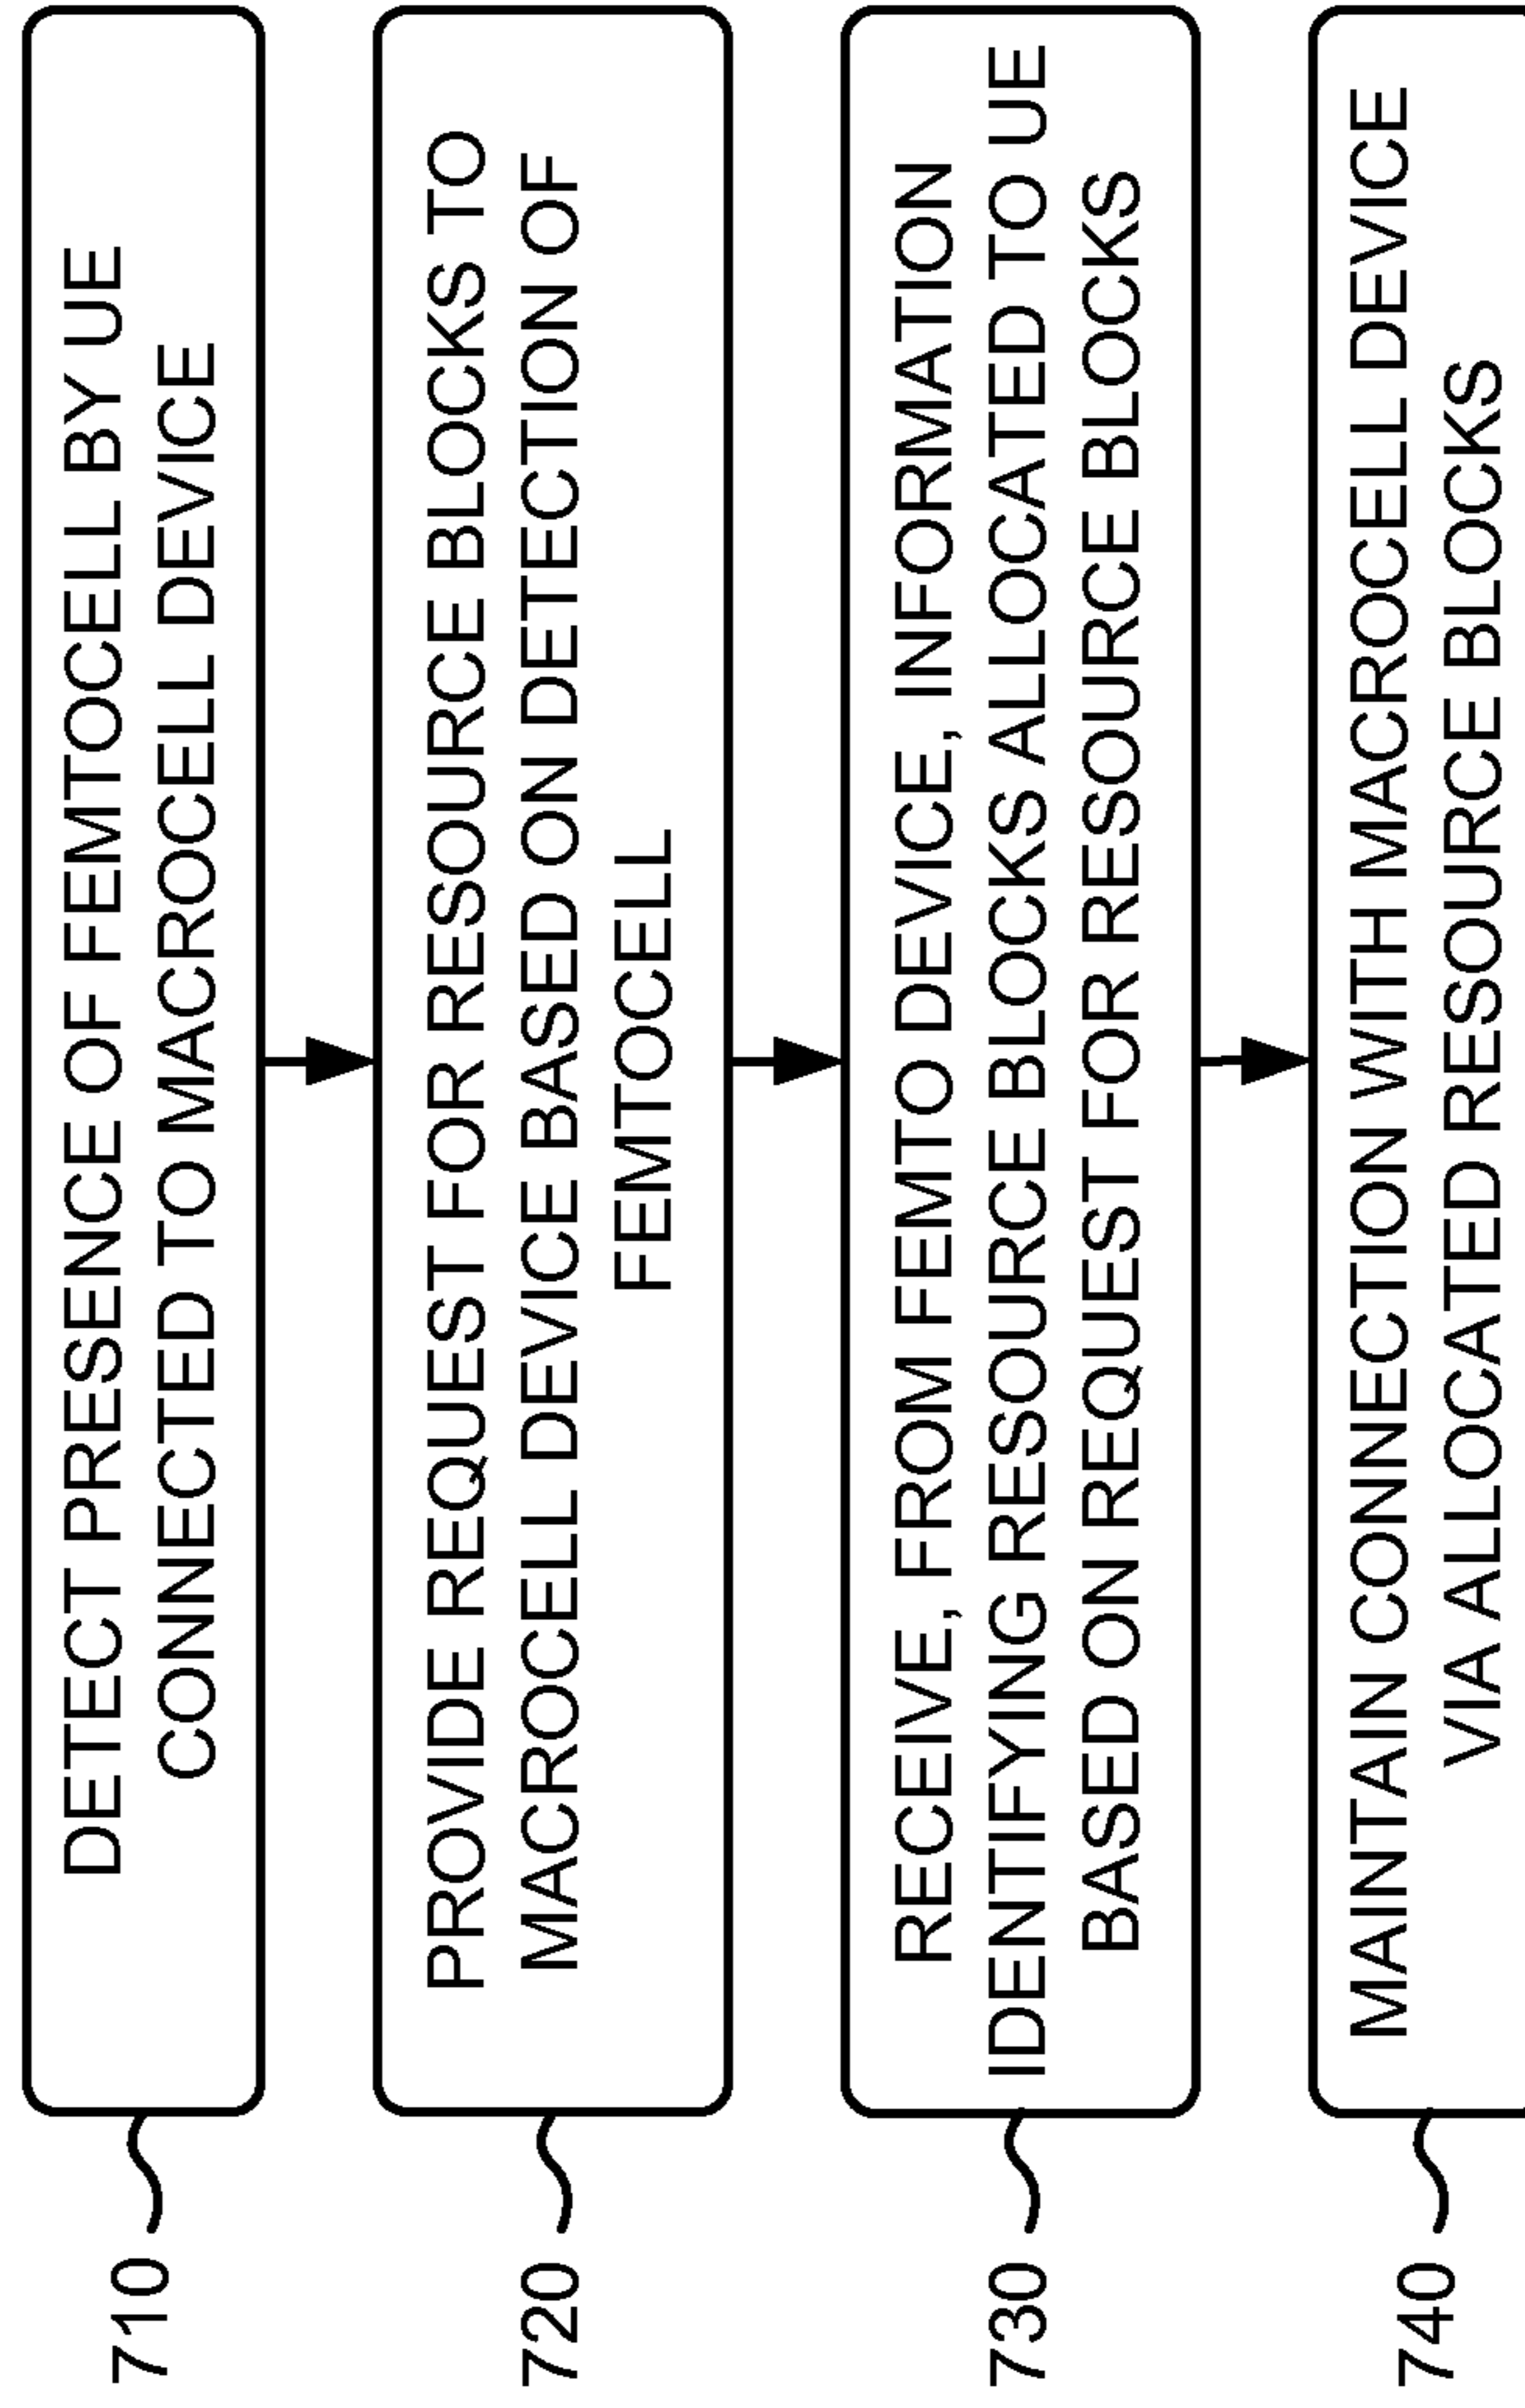 710
DETECT PRESENCE OF FEMTOCELL BY UE
CONNECTED TO MACROCELL DEVICE
720
PROVIDE REQUEST FOR RESOURCE BLOCKS TO
MACROCELL DEVICE BASED ON DETECTION OF
FEMTOCELL
730
RECEIVE, FROM FEMTO DEVICE, INFORMATION
IDENTIFYING RESOURCE BLOCKS ALLOCATED TO UE
BASED ON REQUEST FOR RESOURCE BLOCKS
740
MAINTAIN CONNECTION WITH MACROCELL DEVICE
VIA ALLOCATED RESOURCE BLOCKS